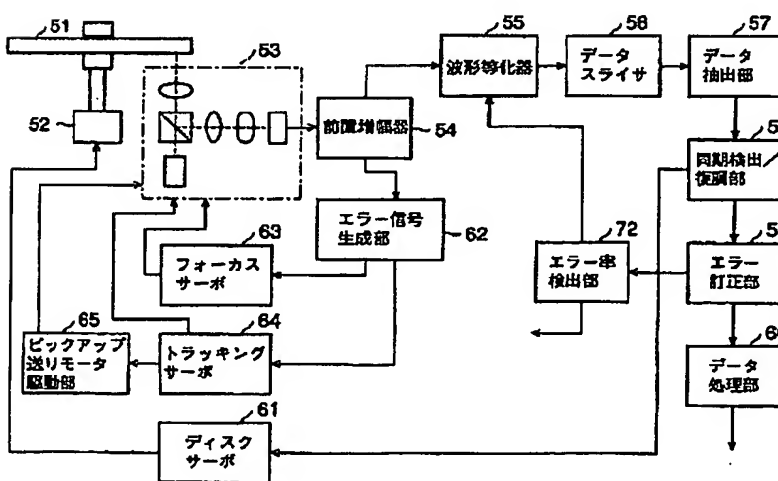 51
53
52
55
波形等化器
56
データ
スライサ
57
データ
抽出部
前置増幅器
54
同期検出
復調部
エラー信号
生成部
62
63
フォーカス
サーボ
72
エラー率
検出部
エラー
訂正部
65
ピックアップ
送りモータ
駆動部
64
トラッキング
サーボ
データ
処理部
61
ディスク
サーボ